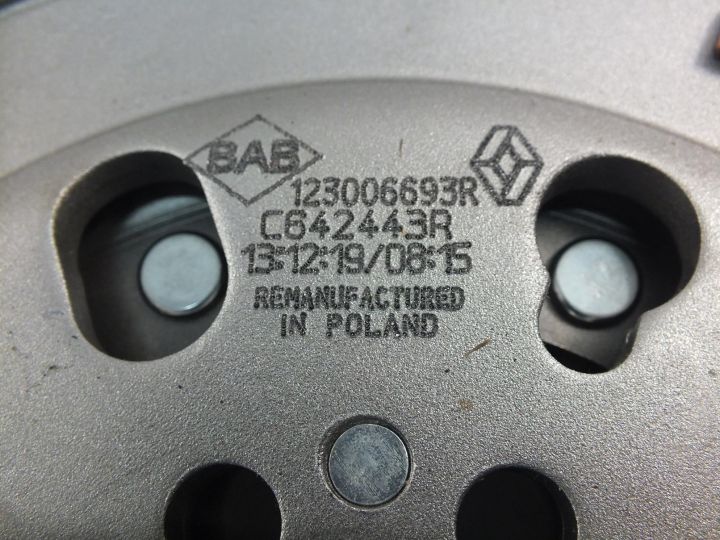 BAB
123006693R
C642443R
13:12:19/08:15
REMANUFACTURED
IN POLAND